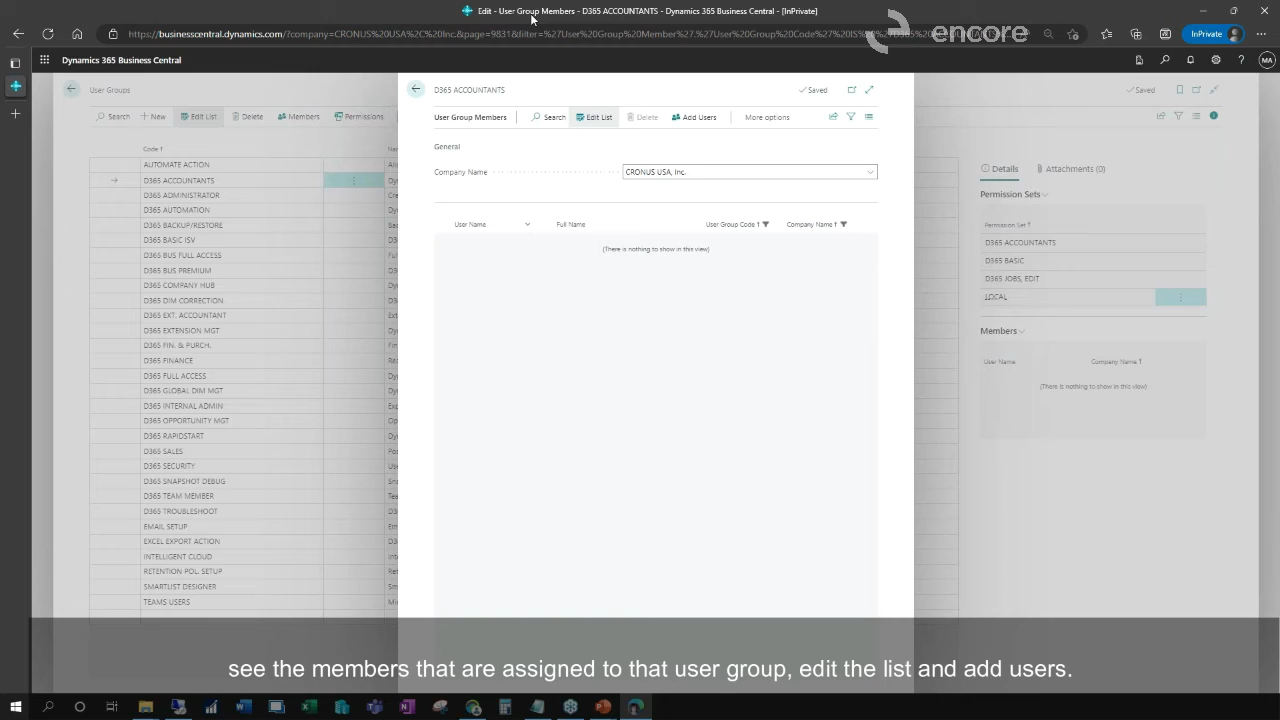 Edit - User Group Members - D365 ACCOUNTANTS - Dynamics 365 Business Central - [InPrivate]
encore
InPrivate
Dynamics 365 Business Central
MA
User Groups
Saved
Search
New
Edit List
Delete
Members
Permissions
Code ↑
AUTOMATE ACTION
D365 ACCOUNTANTS
D365 ADMINISTRATOR
D365 AUTOMATION
D365 BACKUP/RESTORE
D365 BASIC ISV
D365 BUS FULL ACCESS
D365 BUS PREMIUM
D365 COMPANY HUB
D365 DIM CORRECTION
D365 EXT. ACCOUNTANT
D365 EXTENSION MGT
D365 FIN. & PURCH.
D365 FINANCE
D365 FULL ACCESS
D365 GLOBAL DIM MGT
D365 INTERNAL ADMIN
D365 OPPORTUNITY MGT
D365 RAPIDSTART
D365 SALES
D365 SECURITY
D365 SNAPSHOT DEBUG
D365 TEAM MEMBER
D365 TROUBLESHOOT
EMAIL SETUP
EXCEL EXPORT ACTION
INTELLIGENT CLOUD
RETENTION POL. SETUP
SMARTLIST DESIGNER
TEAMS USERS
D365 ACCOUNTANTS
Saved
User Group Members
Search
Edit List
Delete
Add Users
More options
General
Company Name
CRONUS USA, Inc.
User Name
Full Name
User Group Code ↑
Company Name ↑
(There is nothing to show in this view)
Details
Attachments (0)
Permission Sets
Permission Set ↑
D365 ACCOUNTANTS
D365 BASIC
D365 JOBS, EDIT
LOCAL
Members
User Name
Company Name ↑
(There is nothing to show in this view)
see the members that are assigned to that user group, edit the list and add users.